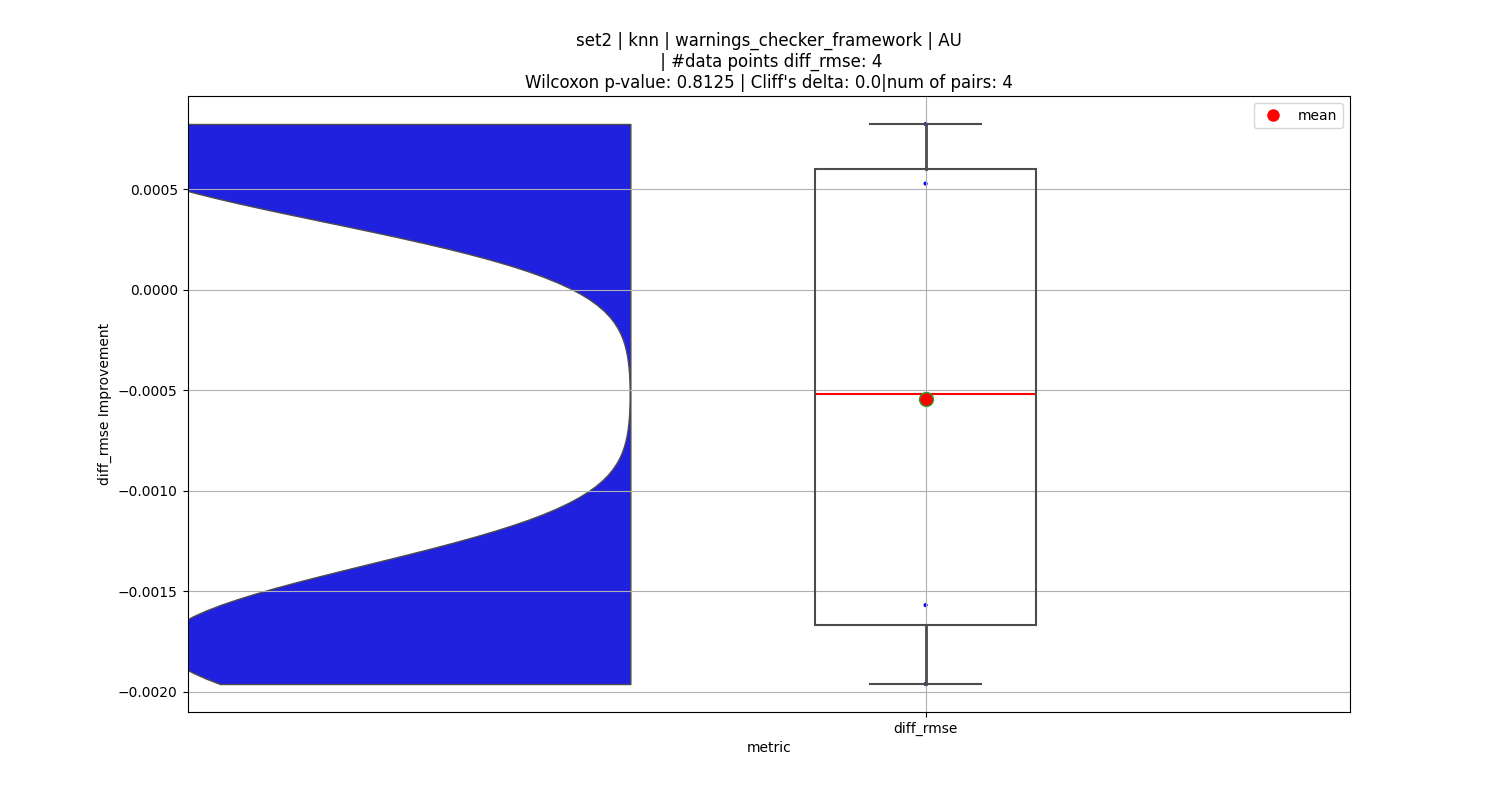 set2 | knn | warnings_checker_framework | AU
| #data points diff_rmse: 4
Wilcoxon p-value: 0.8125 | Cliff's delta: 0.0|num of pairs: 4
mean
0.0005
0.0000
−0.0005
−0.0010
−0.0015
−0.0020
diff_rmse Improvement
diff_rmse
metric